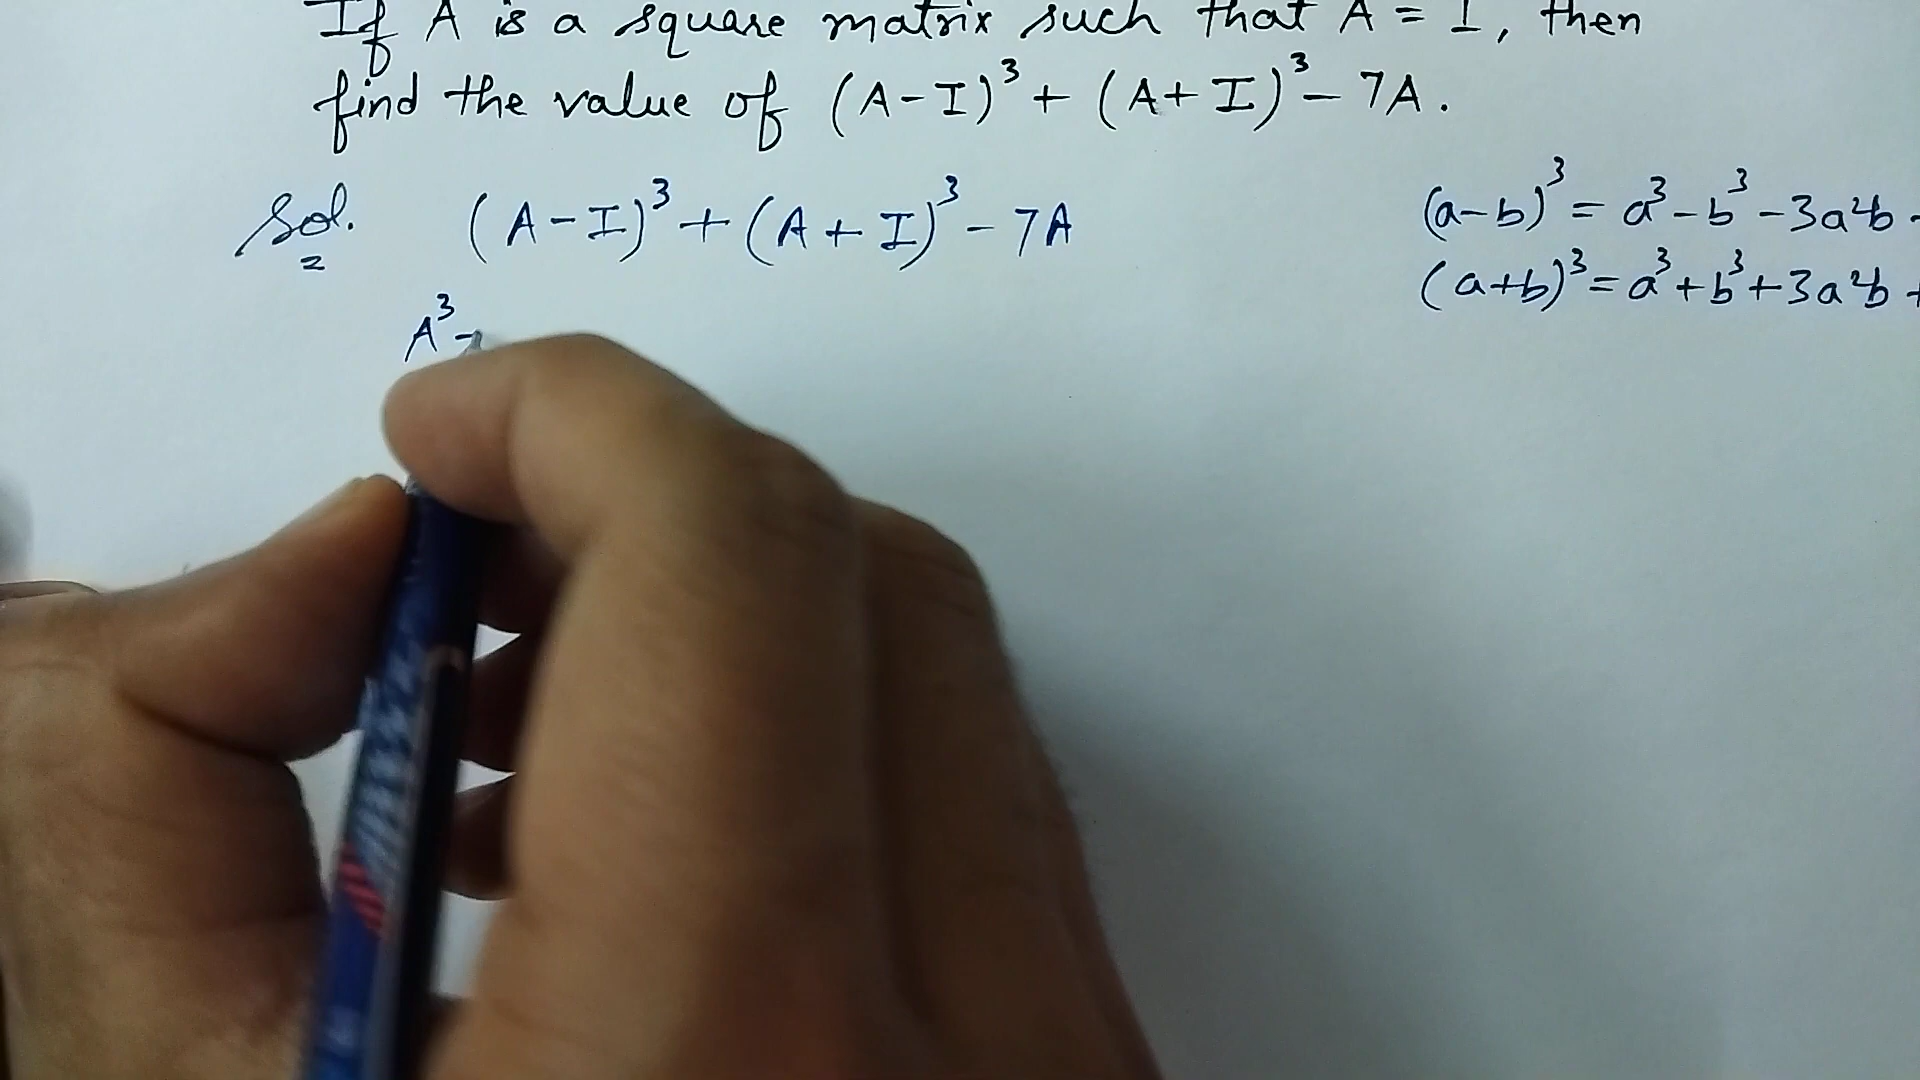 If A is a square matrix such that A = I, then
find the value of (A-I)³ + (A+I)³ - 7A.
Sol. (A-I)³ + (A+I)³ - 7A
(a-b)³ = a³-b³-3a²b -
(a+b)³ = a³+b³+3a²b +
A³ -